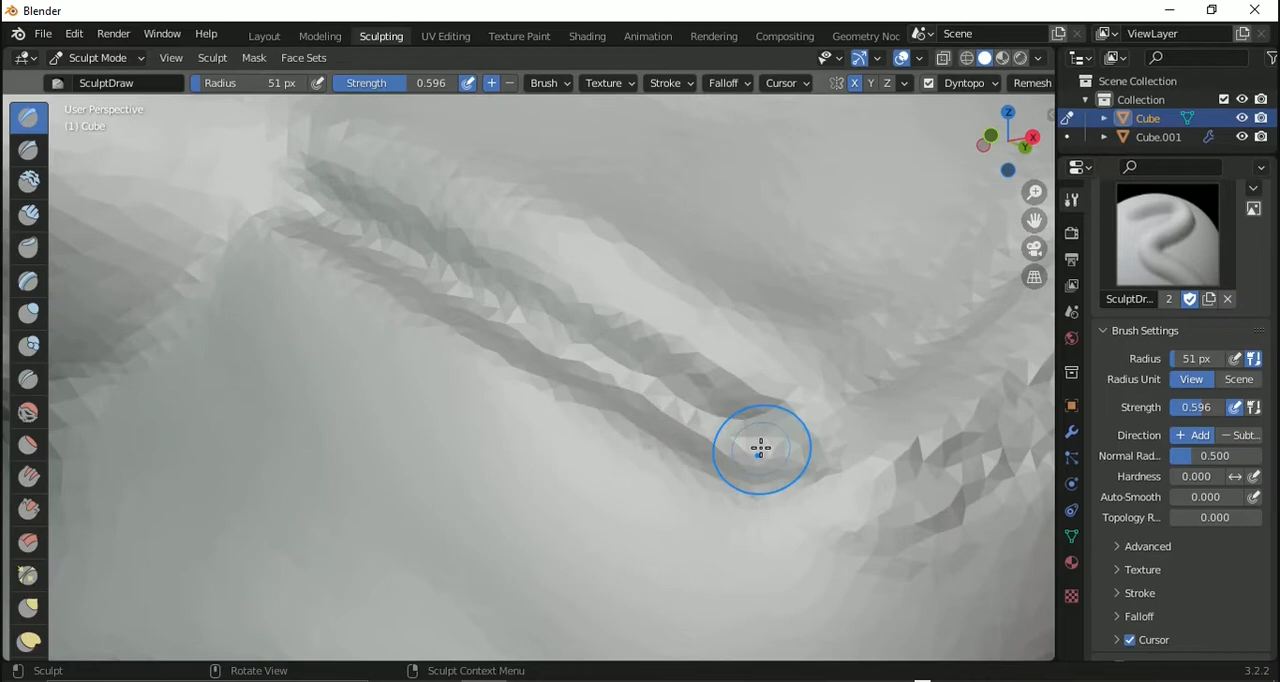 Blender
File Edit Render Window Help Layout Modeling Sculpting UV Editing Texture Paint Shading Animation Rendering Compositing Geometry Noc Scene ViewLayer
Sculpt Mode View Sculpt Mask Face Sets
SculptDraw Radius 51 px Strength 0.596 + − Brush Texture Stroke Falloff Cursor X Y Z Dyntopo Remesh
User Perspective
(1) Cube
Z
X
Y
Scene Collection
Collection
Cube
Cube.001
SculptDr... 2
Brush Settings
Radius 51 px
Radius Unit View Scene
Strength 0.596
Direction + Add − Subt...
Normal Rad... 0.500
Hardness 0.000
Auto-Smooth 0.000
Topology R... 0.000
Advanced
Texture
Stroke
Falloff
Cursor
Sculpt Rotate View Sculpt Context Menu 3.2.2